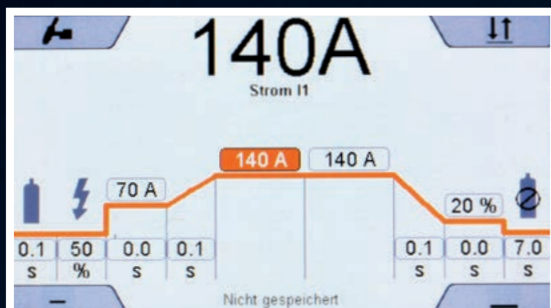 140A
Strom I1
140 A 140 A
70 A
20 %
0.1 50 0.0 0.1 0.1 0.0 7.0
s % s s s s s
Nicht gespeichert